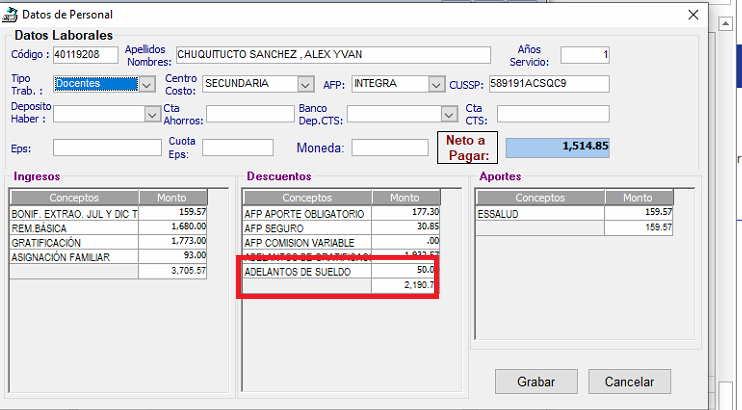 Datos de Personal
Datos Laborales
Código : 40119208 Apellidos Nombres: CHUQUITUCTO SANCHEZ , ALEX YVAN Años Servicio: 1
Tipo Trab. : Docentes Centro Costo: SECUNDARIA AFP: INTEGRA CUSSP: 589191ACSQC9
Deposito Haber : Cta Ahorros: Banco Dep.CTS: Cta CTS:
Eps: Cuota Eps: Moneda: Neto a Pagar: 1,514.85
Ingresos
Conceptos Monto
BONIF. EXTRAO. JUL Y DIC T 159.57
REM.BÁSICA 1,680.00
GRATIFICACIÓN 1,773.00
ASIGNACIÓN FAMILIAR 93.00
3,705.57
Descuentos
Conceptos Monto
AFP APORTE OBLIGATORIO 177.30
AFP SEGURO 30.85
AFP COMISION VARIABLE .00
ADELANTOS DE GRATIFICACI 1,932.57
ADELANTOS DE SUELDO 50.0
2,190.7
Aportes
Conceptos Monto
ESSALUD 159.57
159.57
Grabar Cancelar